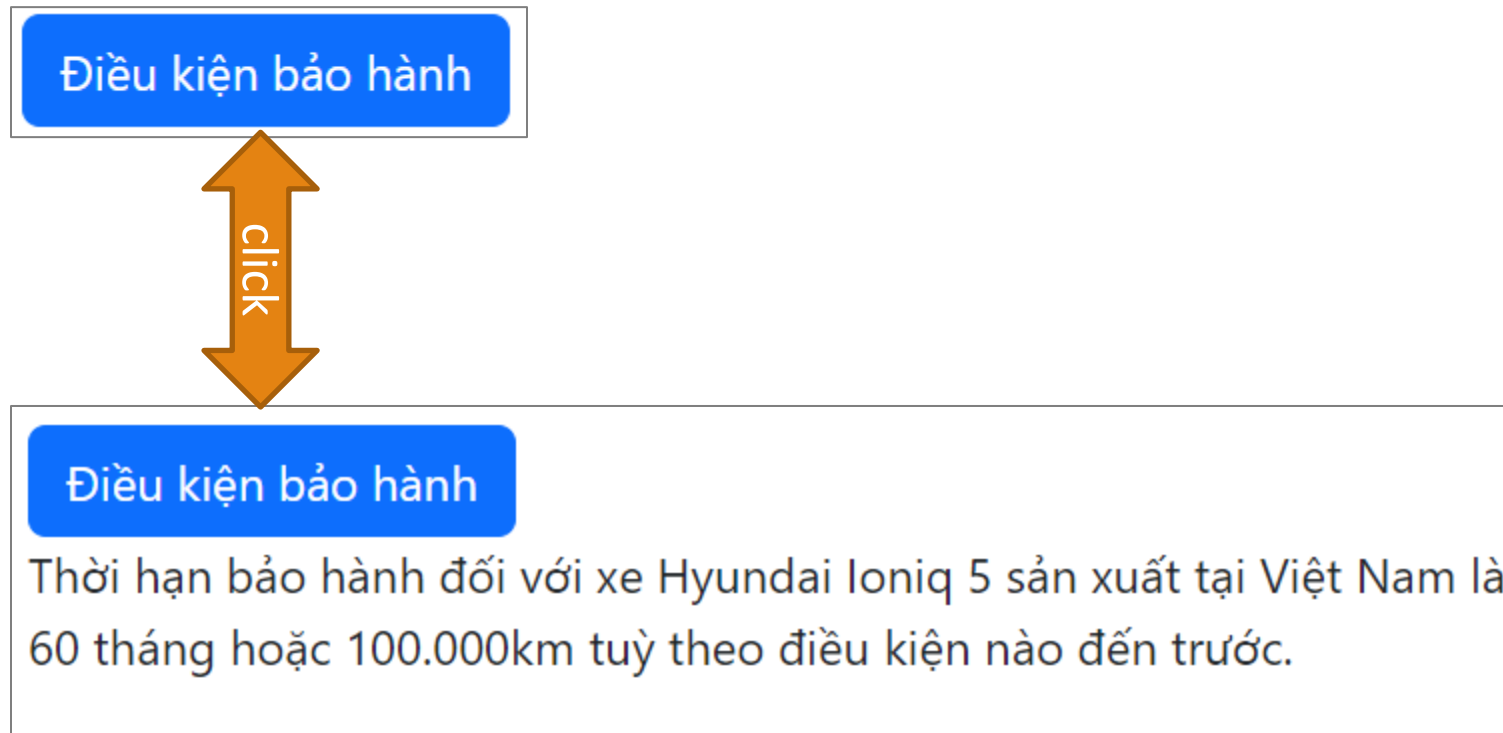 Điều kiện bảo hành
click
Điều kiện bảo hành
Thời hạn bảo hành đối với xe Hyundai Ioniq 5 sản xuất tại Việt Nam là
60 tháng hoặc 100.000km tuỳ theo điều kiện nào đến trước.